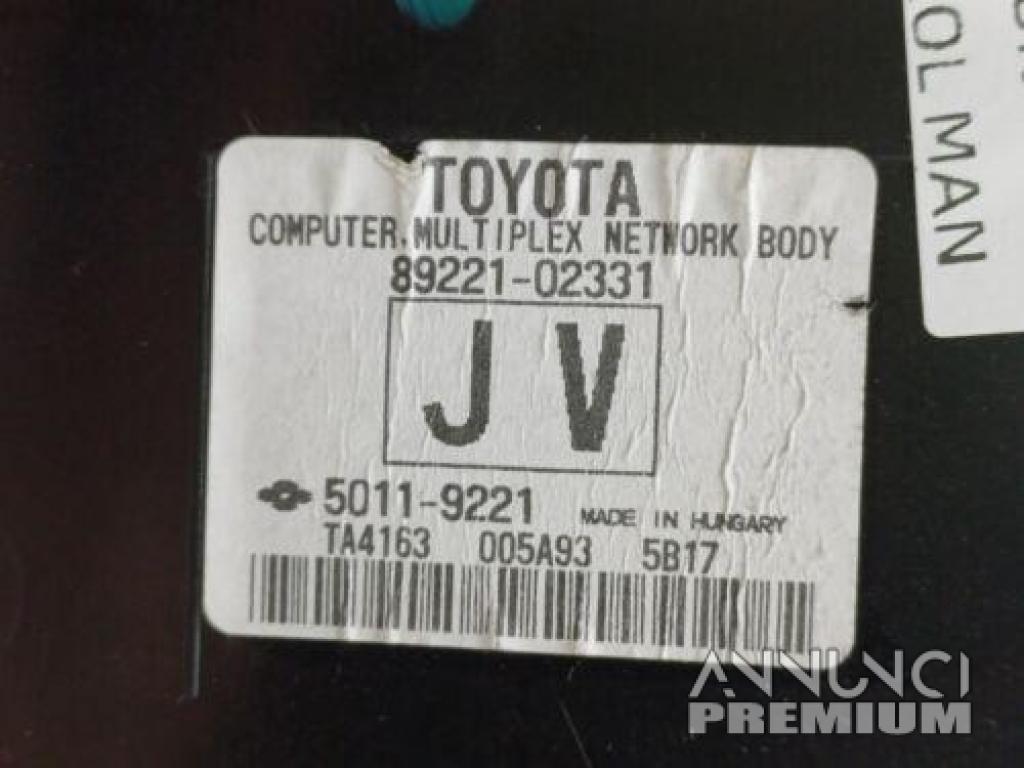 TOYOTA
COMPUTER, MULTIPLEX NETWORK BODY
89221-02331
JV
5011-9221 MADE IN HUNGARY
TA4163 005A93 5B17
OL MAN
ANNUNCI
PREMIUM